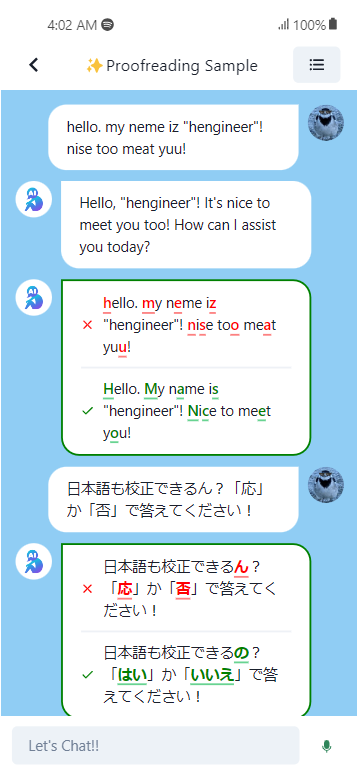 4:02 AM
100%
✨Proofreading Sample
hello. my neme iz "hengineer"!
nise too meat yuu!
Hello, "hengineer"! It's nice to
meet you too! How can I assist
you today?
hello. my neme iz
"hengineer"! nise too meat
yuu!
Hello. My name is
"hengineer"! Nice to meet
you!
日本語も校正できるん？「応」
か「否」で答えてください！
日本語も校正できるん？
「応」か「否」で答えてく
ださい！
日本語も校正できるの？
「はい」か「いいえ」で答
えてください！
Let's Chat!!